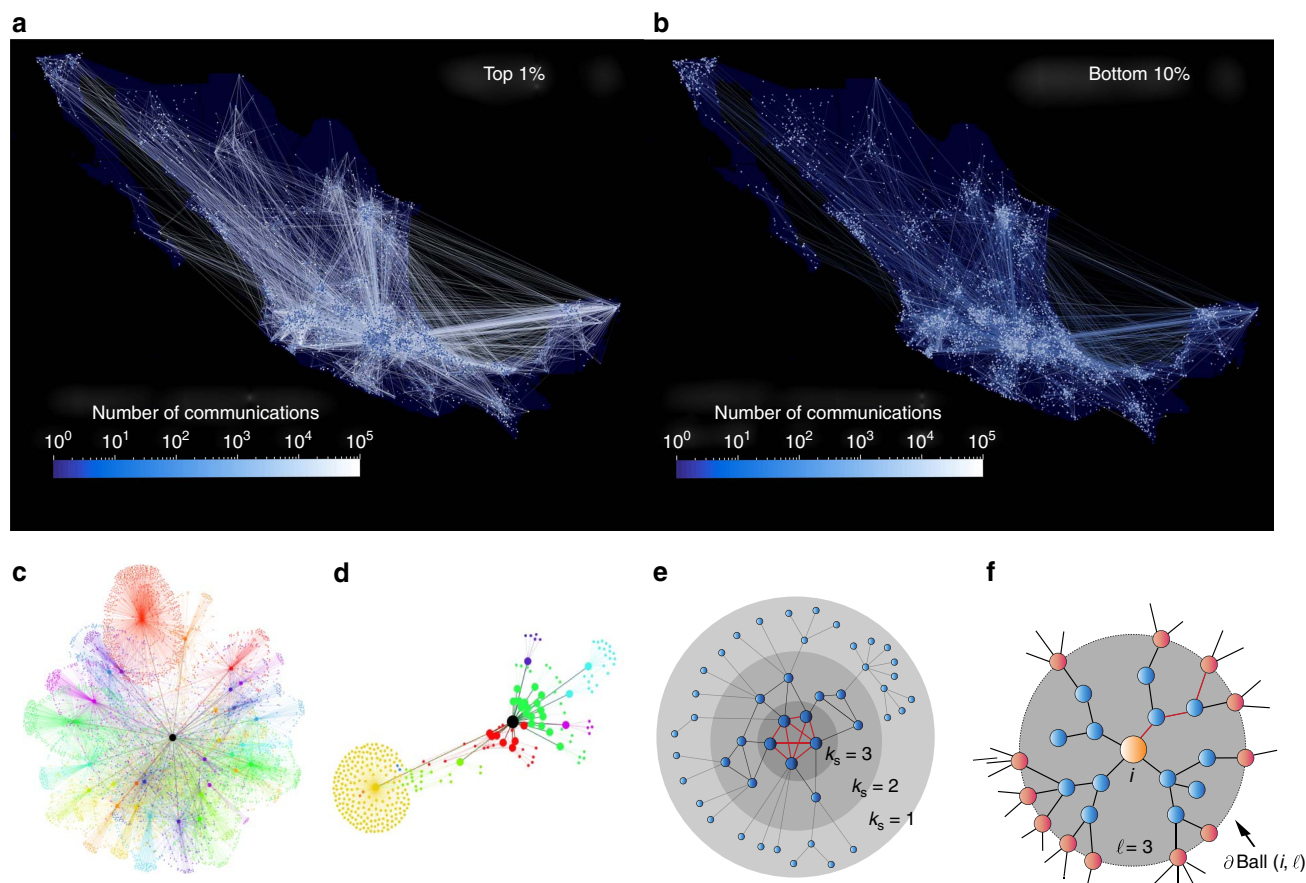 a
b
Top 1%
Bottom 10%
Number of communications
10⁰ 10¹ 10² 10³ 10⁴ 10⁵
Number of communications
10⁰ 10¹ 10² 10³ 10⁴ 10⁵
c
d
e
f
kₛ = 3
kₛ = 2
kₛ = 1
i
ℓ = 3
∂Ball (i, ℓ)